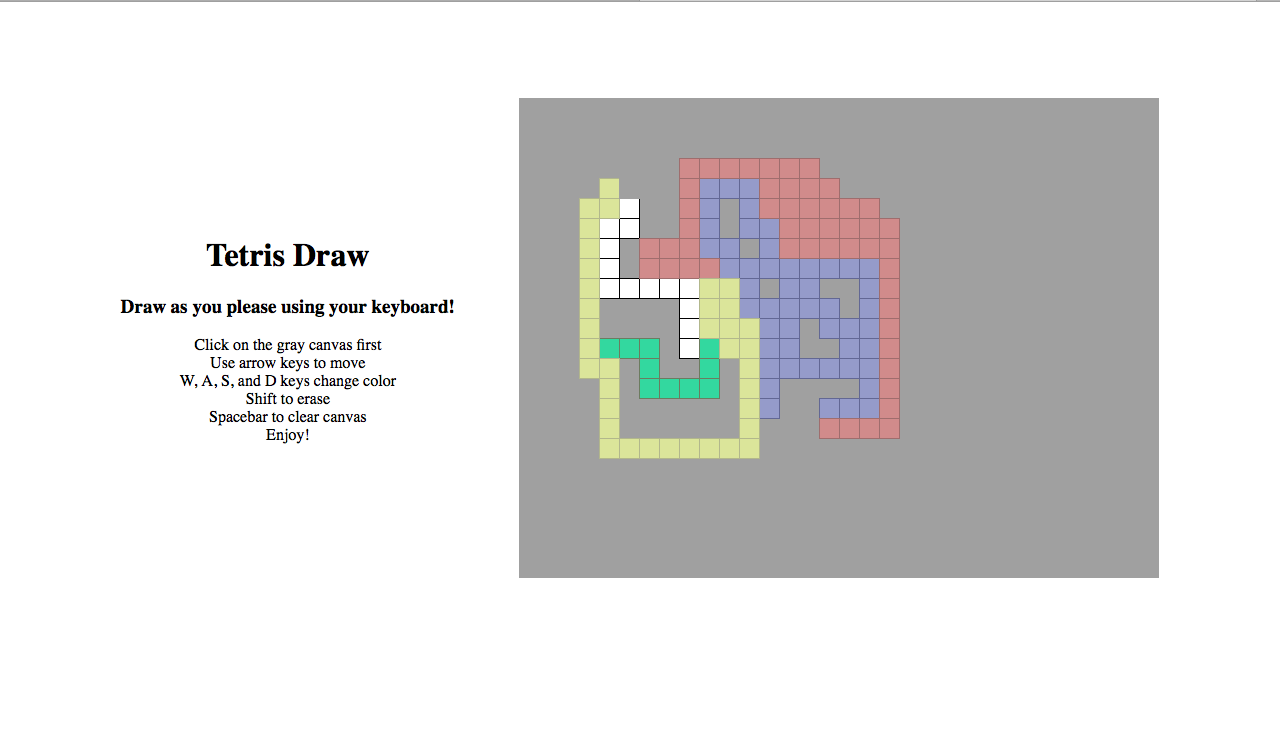 Tetris Draw
Draw as you please using your keyboard!
Click on the gray canvas first
Use arrow keys to move
W, A, S, and D keys change color
Shift to erase
Spacebar to clear canvas
Enjoy!